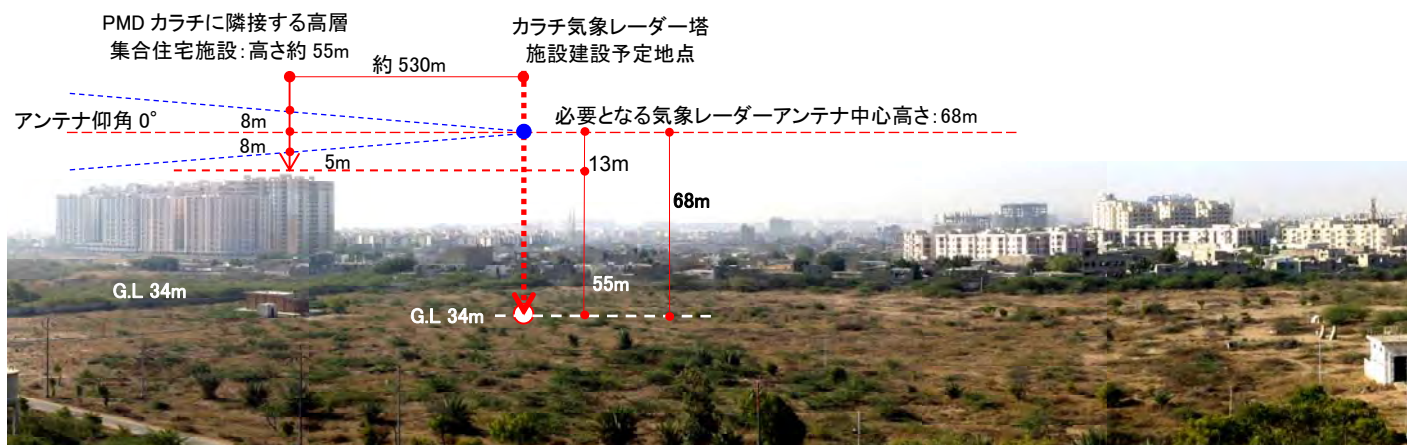 PMD カラチに隣接する高層
集合住宅施設：高さ約 55m
カラチ気象レーダー塔
施設建設予定地点
約 530m
アンテナ仰角 0°
8m
必要となる気象レーダーアンテナ中心高さ：68m
8m
5m
13m
68m
55m
G.L 34m
G.L 34m